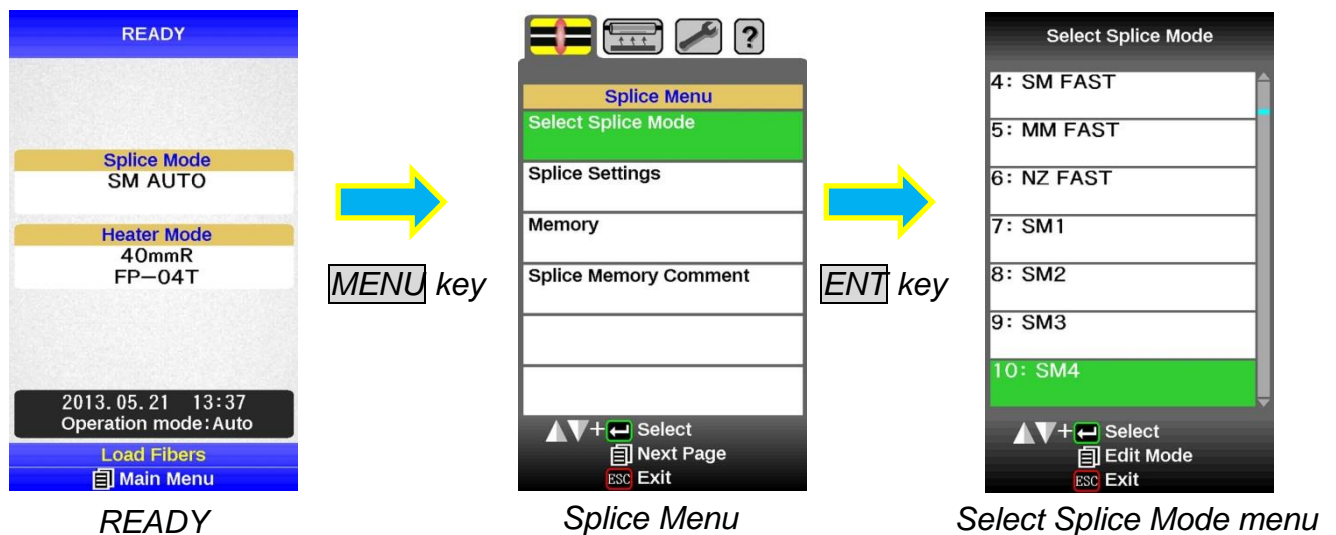 READY
Splice Mode
SM AUTO
Heater Mode
40mmR
FP-04T
2013.05.21 13:37
Operation mode:Auto
Load Fibers
Main Menu
READY
MENU key
?
Splice Menu
Select Splice Mode
Splice Settings
Memory
Splice Memory Comment
+ Select
Next Page
ESC Exit
Splice Menu
ENT key
Select Splice Mode
4: SM FAST
5: MM FAST
6: NZ FAST
7: SM1
8: SM2
9: SM3
10: SM4
+ Select
Edit Mode
ESC Exit
Select Splice Mode menu